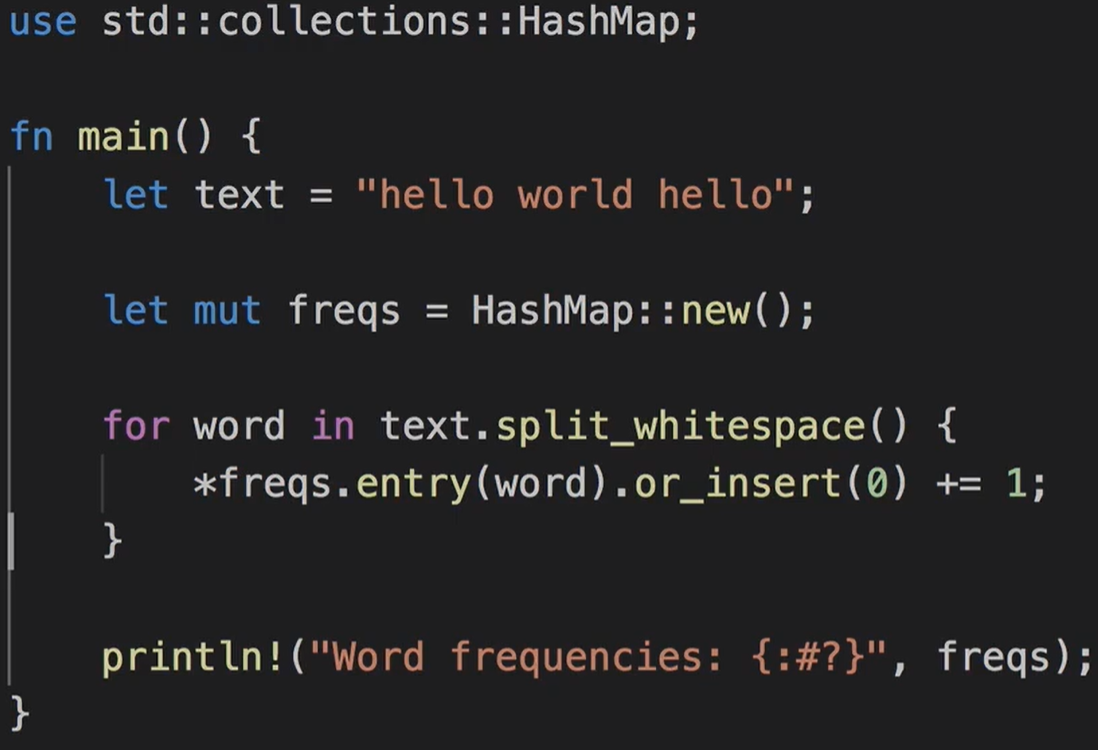 use std::collections::HashMap;
fn main() {
let text = "hello world hello";
let mut freqs = HashMap::new();
for word in text.split_whitespace() {
*freqs.entry(word).or_insert(0) += 1;
}
println!("Word frequencies: {:#?}", freqs);
}